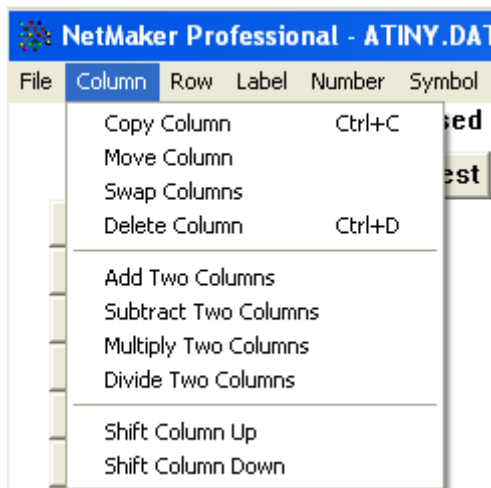 NetMaker Professional - ATINY.DAT
File Column Row Label Number Symbol
Copy Column Ctrl+C
Move Column
Swap Columns
Delete Column Ctrl+D
Add Two Columns
Subtract Two Columns
Multiply Two Columns
Divide Two Columns
Shift Column Up
Shift Column Down